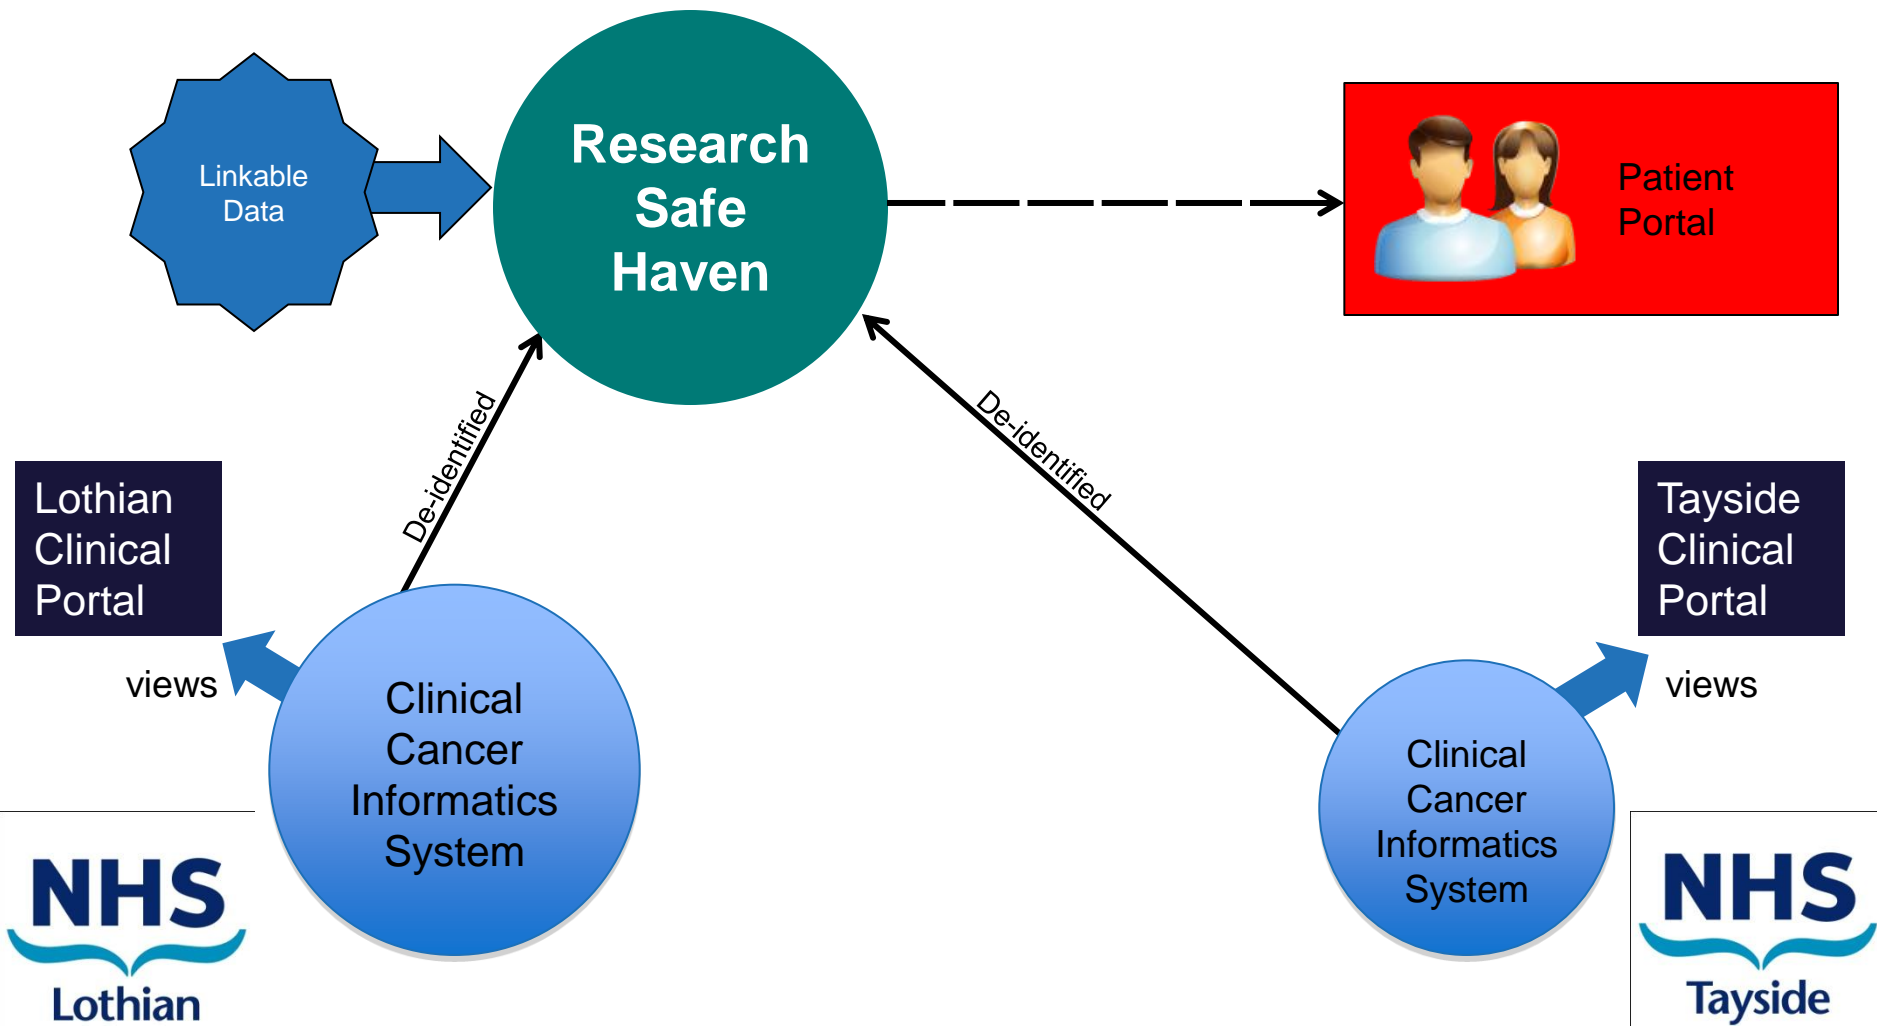 Linkable
Data
Research
Safe
Haven
Patient
Portal
De-identified
De-identified
Lothian
Clinical
Portal
views
Clinical
Cancer
Informatics
System
Tayside
Clinical
Portal
views
Clinical
Cancer
Informatics
System
NHS
Lothian
NHS
Tayside